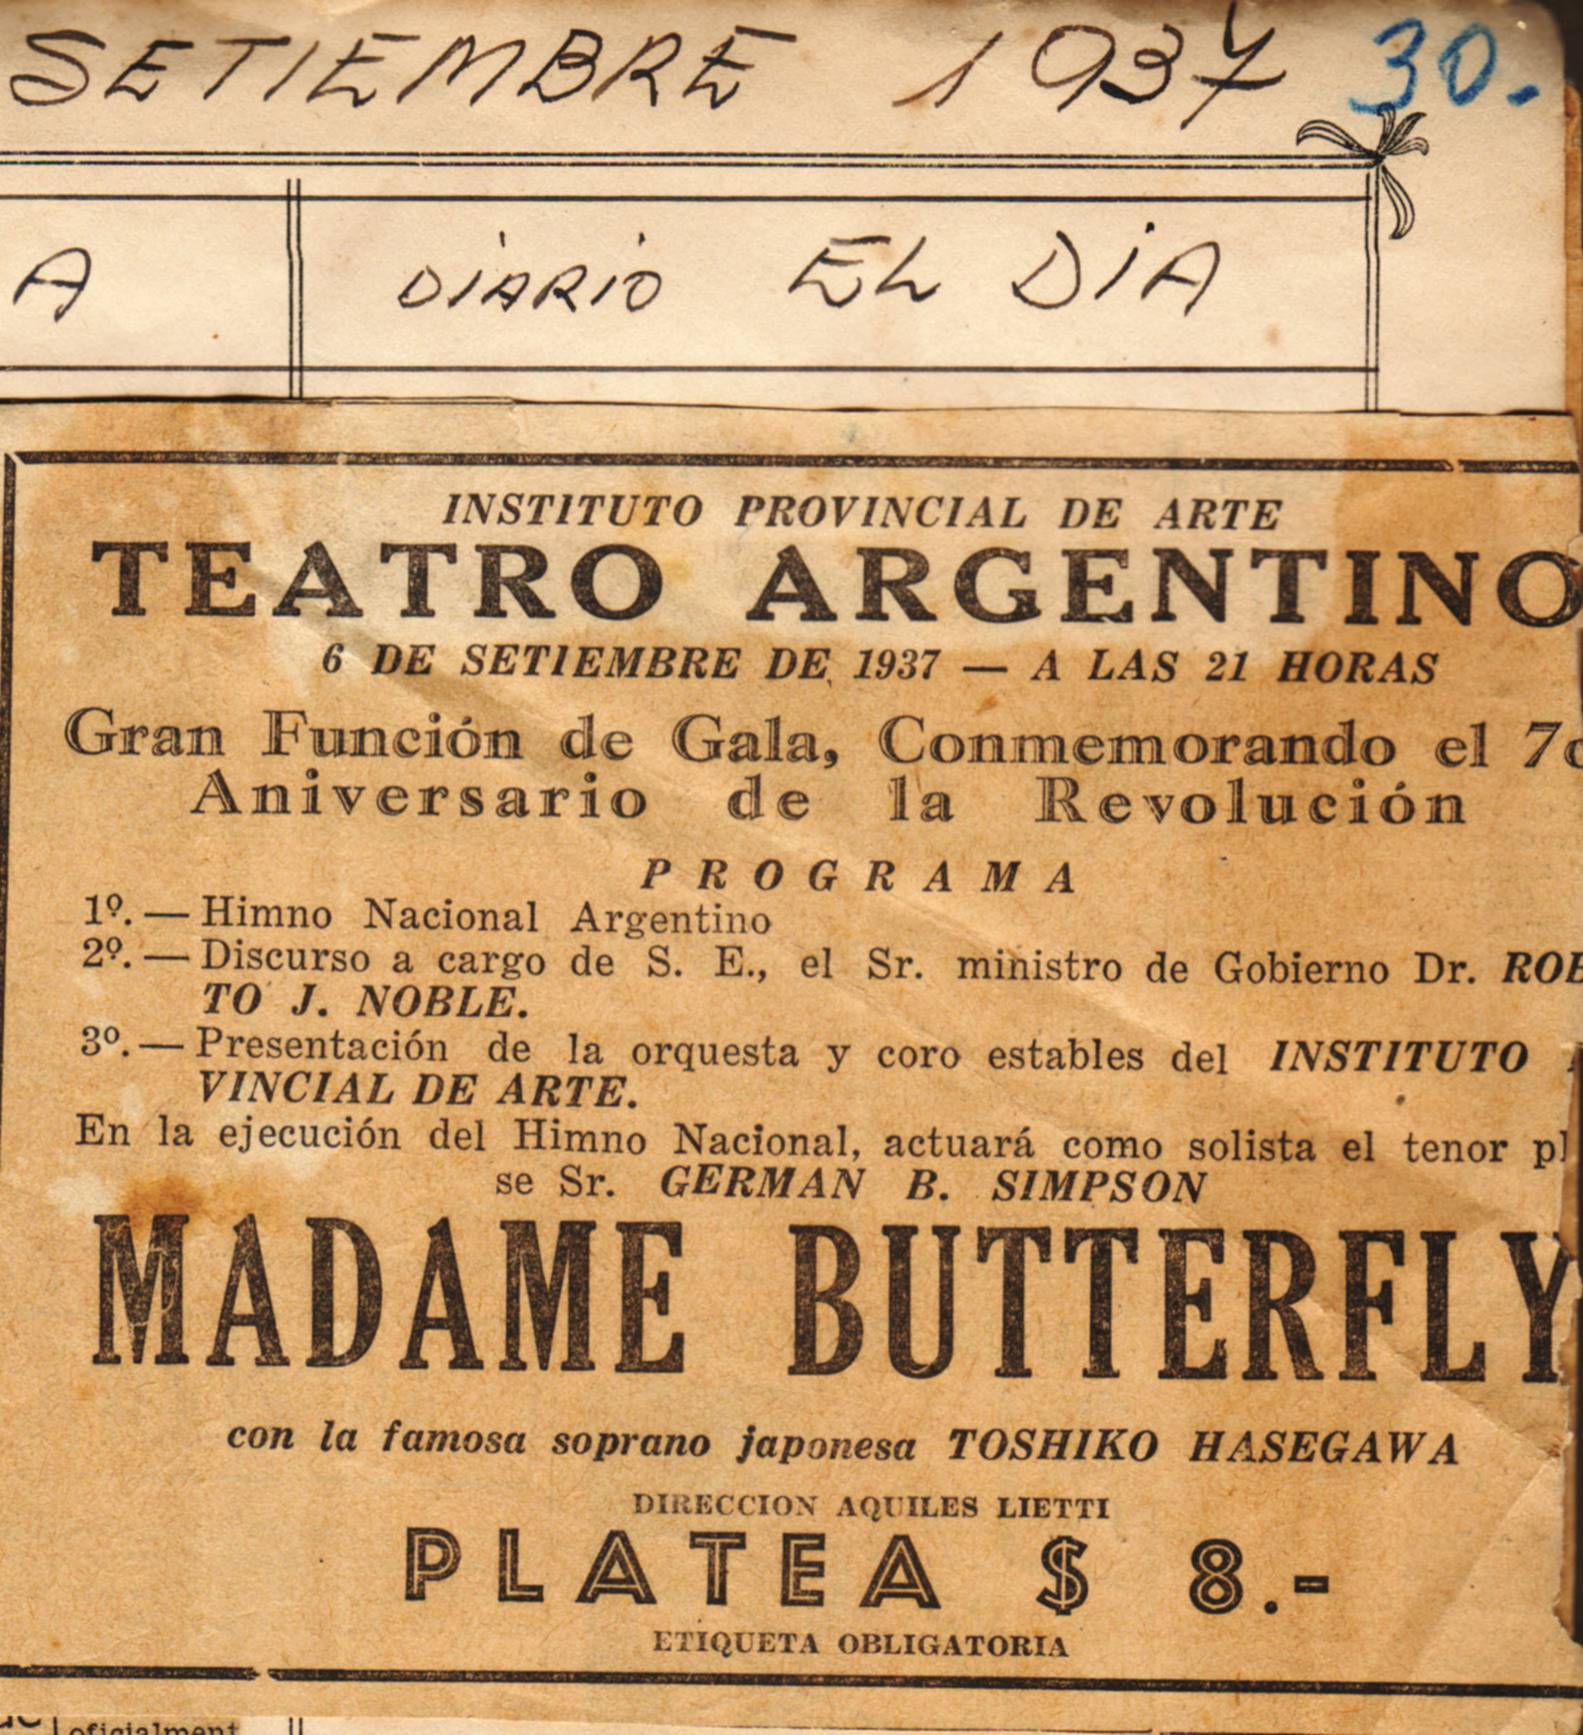 SETIEMBRE 1937 30.
A DIARIO EL DIA
INSTITUTO PROVINCIAL DE ARTE
TEATRO ARGENTINO
6 DE SETIEMBRE DE 1937 — A LAS 21 HORAS
Gran Función de Gala, Conmemorando el 7o
Aniversario de la Revolución
PROGRAMA
1º. — Himno Nacional Argentino
2º. — Discurso a cargo de S. E., el Sr. ministro de Gobierno Dr. ROB
TO J. NOBLE.
3º. — Presentación de la orquesta y coro estables del INSTITUTO
VINCIAL DE ARTE.
En la ejecución del Himno Nacional, actuará como solista el tenor pl
se Sr. GERMAN B. SIMPSON
MADAME BUTTERFLY
con la famosa soprano japonesa TOSHIKO HASEGAWA
DIRECCION AQUILES LIETTI
PLATEA $ 8.-
ETIQUETA OBLIGATORIA
oficialment